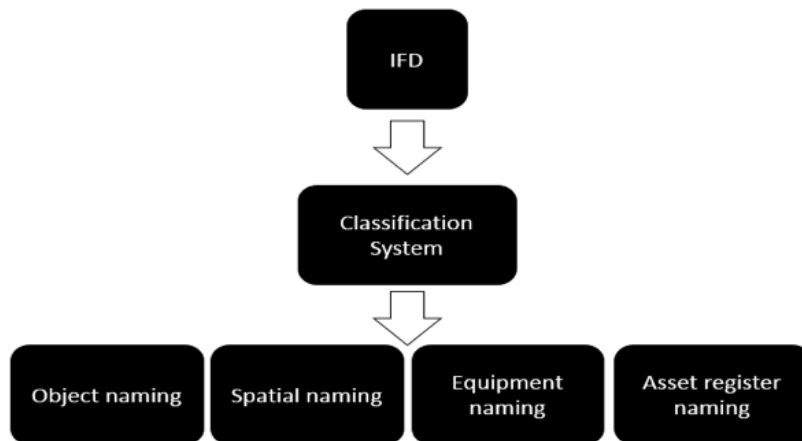 IFD
Classification
System
Object naming
Spatial naming
Equipment
naming
Asset register
naming